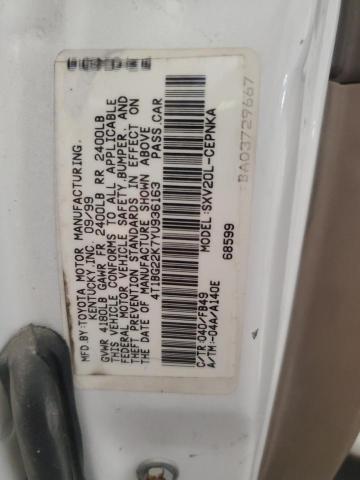 MFD.BY:TOYOTA MOTOR MANUFACTURING.
KENTUCKY,INC. 09/99
GVWR 4180LB GAWR FR 2400LB RR 2400LB
THIS VEHICLE CONFORMS TO ALL APPLICABLE
FEDERAL MOTOR VEHICLE SAFETY,BUMPER, AND
THEFT PREVENTION STANDARDS IN EFFECT ON
THE DATE OF MANUFACTURE SHOWN ABOVE
4T1BG22K7YU936163 PASS CAR
MODEL:SXV20L-CEPNKA
68599
C/TR:040/FB49
A/TM:-04A/A140E
BA03729667